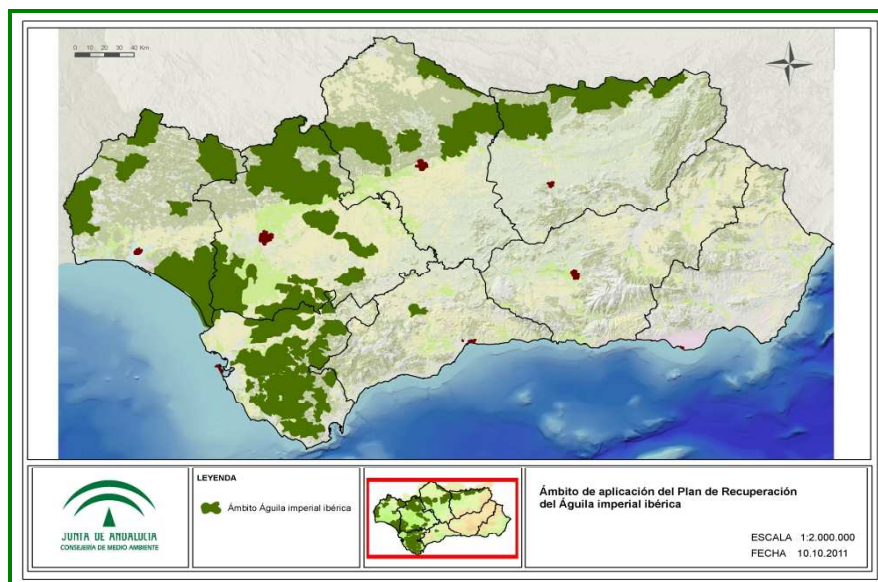 0 10 20 30 40 Km
JUNTA DE ANDALUCIA
CONSEJERÍA DE MEDIO AMBIENTE
LEYENDA
Ámbito Águila imperial ibérica
Ámbito de aplicación del Plan de Recuperación
del Águila imperial ibérica
ESCALA 1:2.000.000
FECHA 10.10.2011